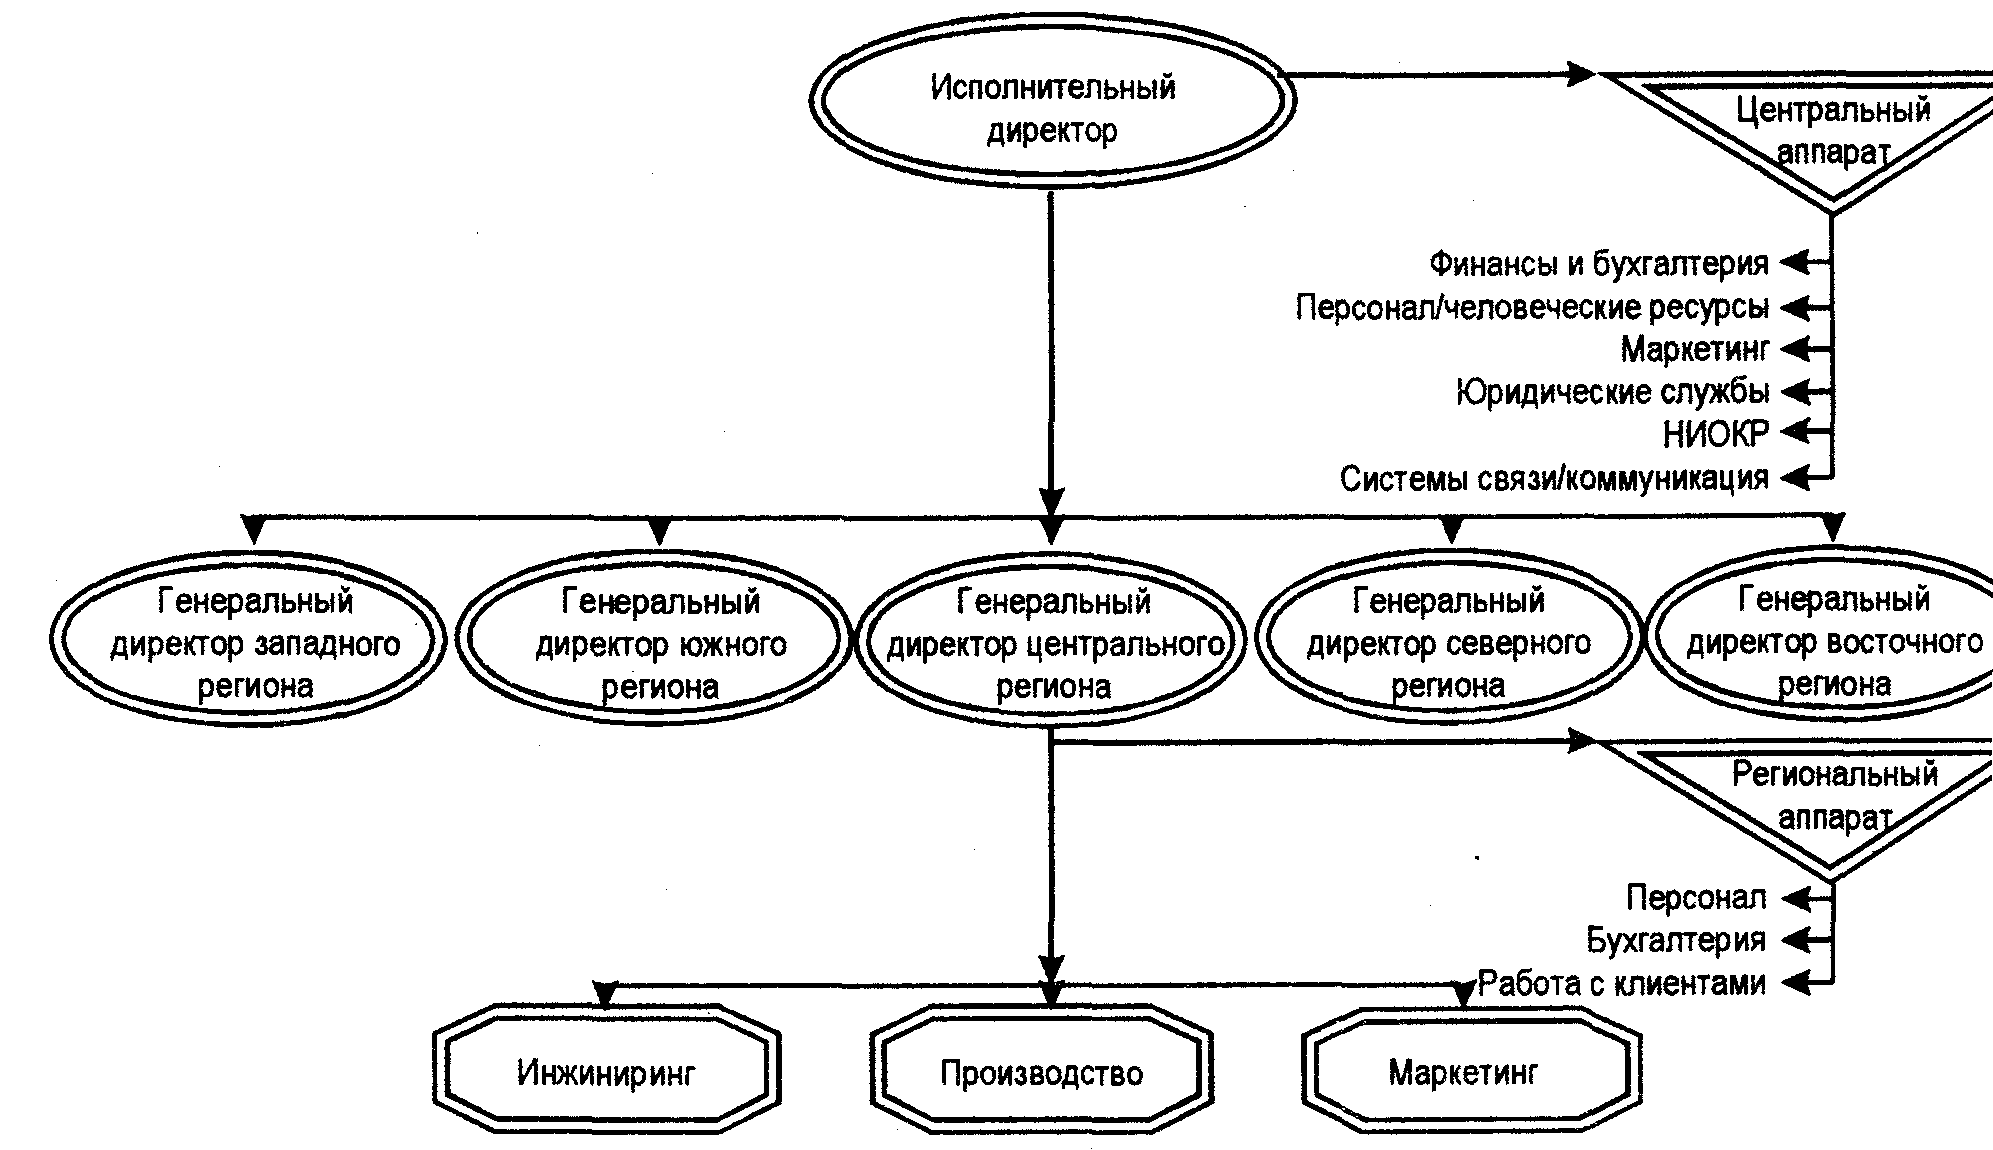 Исполнительный
директор
Центральный
аппарат
Финансы и бухгалтерия
Персонал/человеческие ресурсы
Маркетинг
Юридические службы
НИОКР
Системы связи/коммуникация
Генеральный
директор западного
региона
Генеральный
директор южного
региона
Генеральный
директор центрального
региона
Генеральный
директор северного
региона
Генеральный
директор восточного
региона
Региональный
аппарат
Персонал
Бухгалтерия
Работа с клиентами
Инжиниринг
Производство
Маркетинг